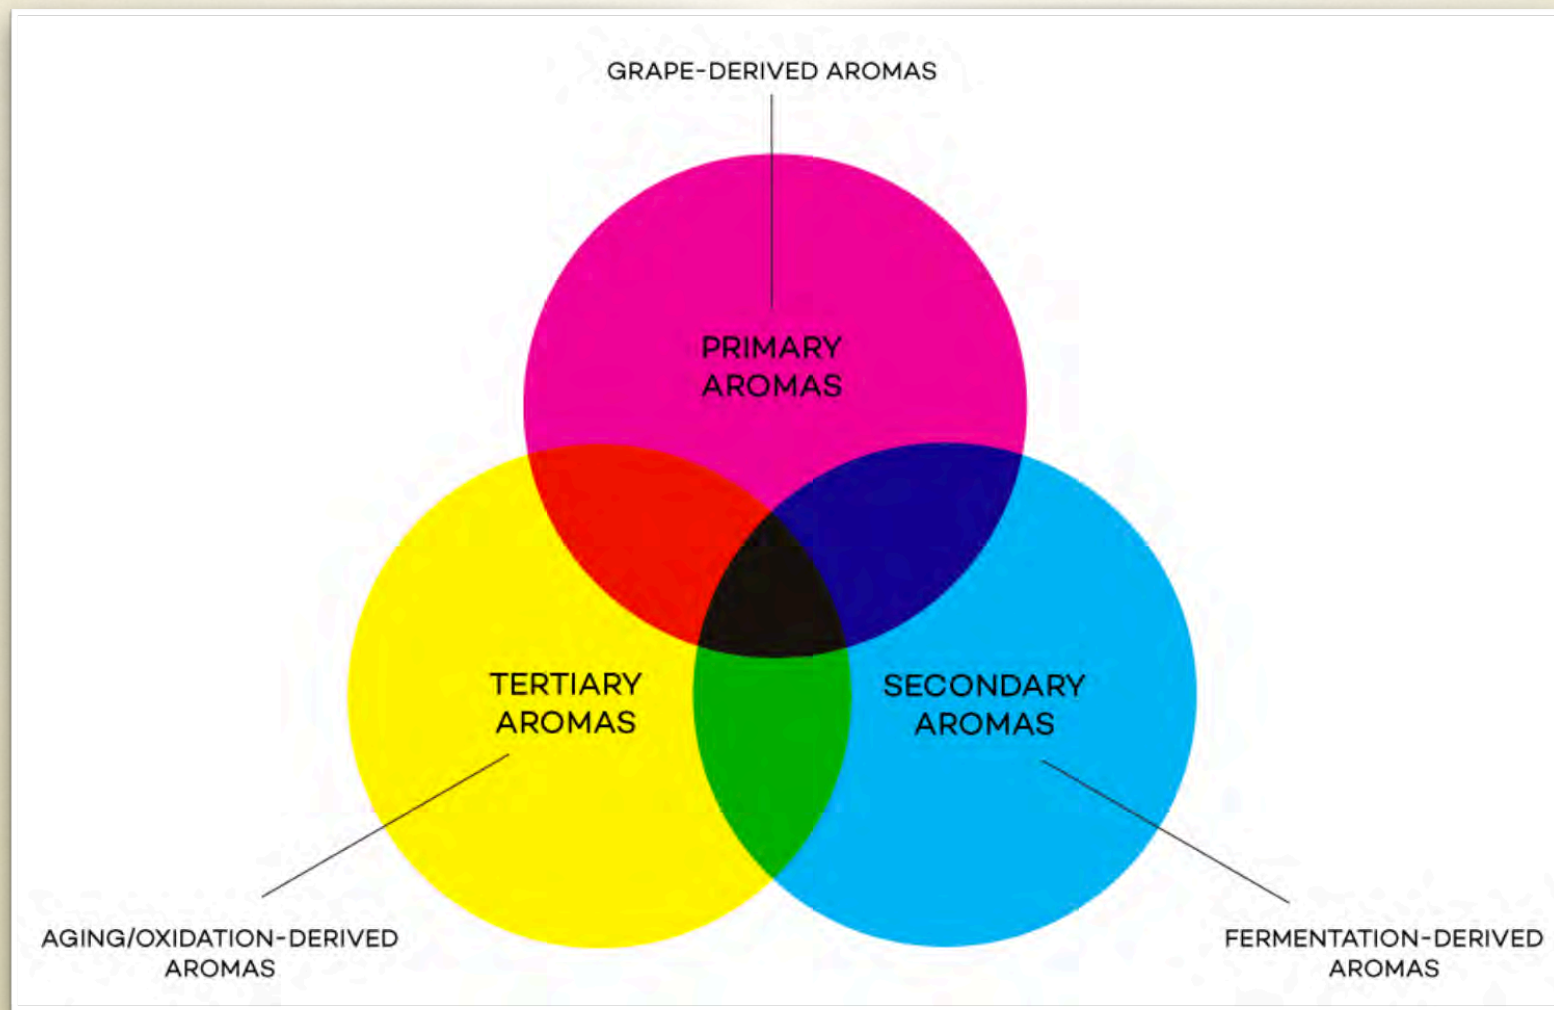 GRAPE-DERIVED AROMAS
PRIMARY
AROMAS
TERTIARY
AROMAS
SECONDARY
AROMAS
AGING/OXIDATION-DERIVED
AROMAS
FERMENTATION-DERIVED
AROMAS